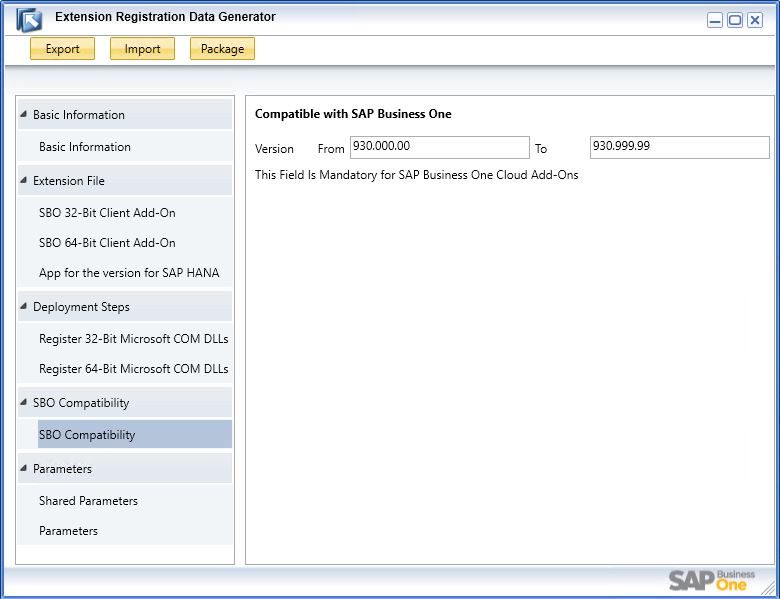 Extension Registration Data Generator
Export Import Package
Basic Information
Basic Information
Extension File
SBO 32-Bit Client Add-On
SBO 64-Bit Client Add-On
App for the version for SAP HANA
Deployment Steps
Register 32-Bit Microsoft COM DLLs
Register 64-Bit Microsoft COM DLLs
SBO Compatibility
SBO Compatibility
Parameters
Shared Parameters
Parameters
Compatible with SAP Business One
Version From 930.000.00 To 930.999.99
This Field Is Mandatory for SAP Business One Cloud Add-Ons
SAP Business One